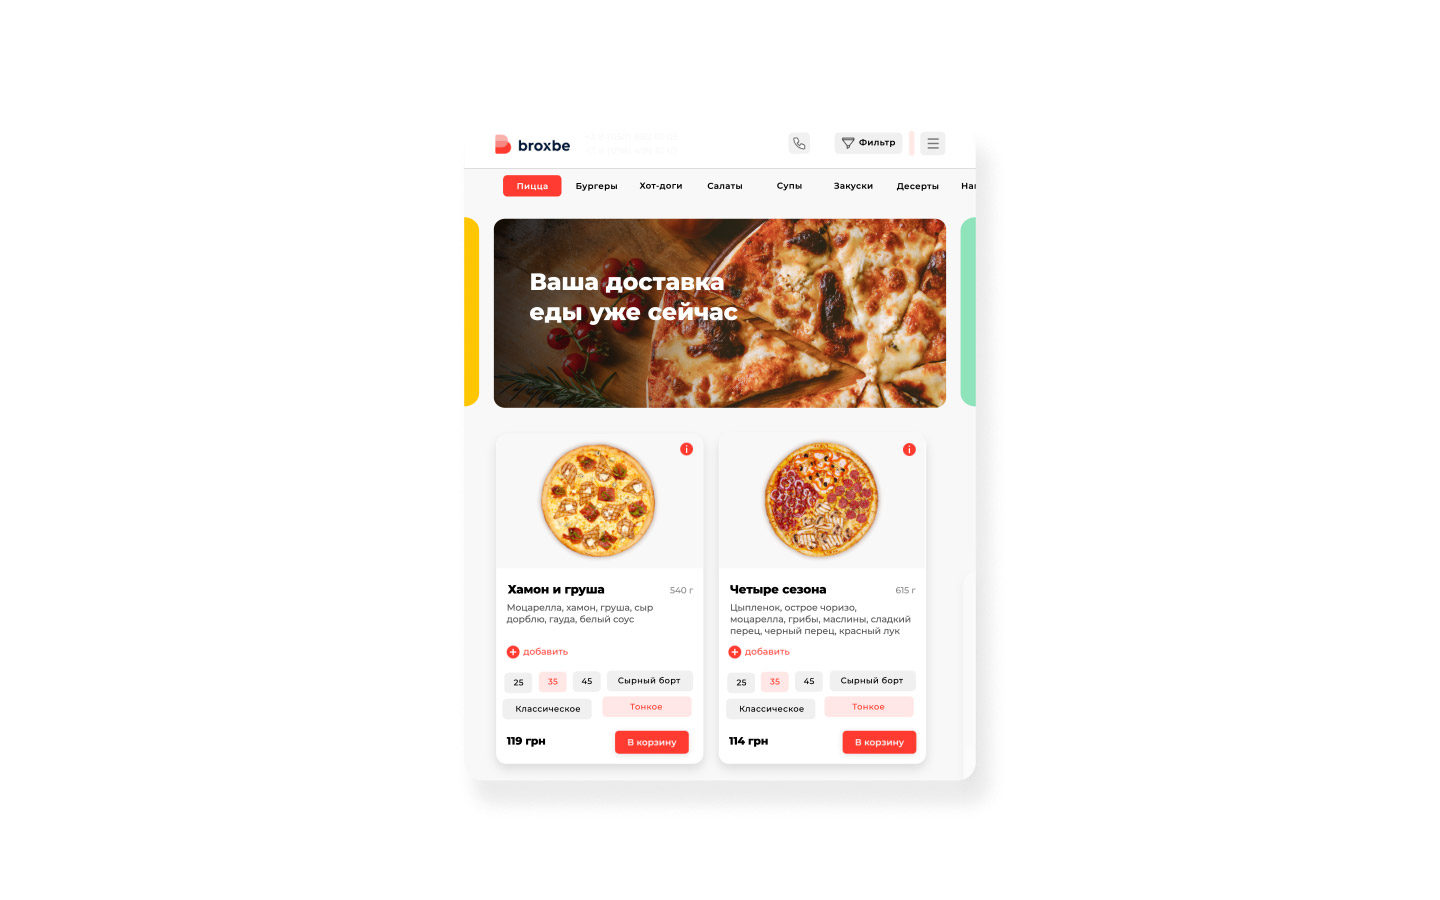 broxbe
Фильтр
Пицца Бургеры Хот-доги Салаты Супы Закуски Десерты
Ваша доставка
еды уже сейчас
Хамон и груша 540 г
Моцарелла, хамон, груша, сыр
дорблю, гауда, белый соус
добавить
25 35 45 Сырный борт
Классическое Тонкое
119 грн В корзину
Четыре сезона 615 г
Цыпленок, острое чоризо,
моцарелла, грибы, маслины, сладкий
перец, черный перец, красный лук
добавить
25 35 45 Сырный борт
Классическое Тонкое
114 грн В корзину